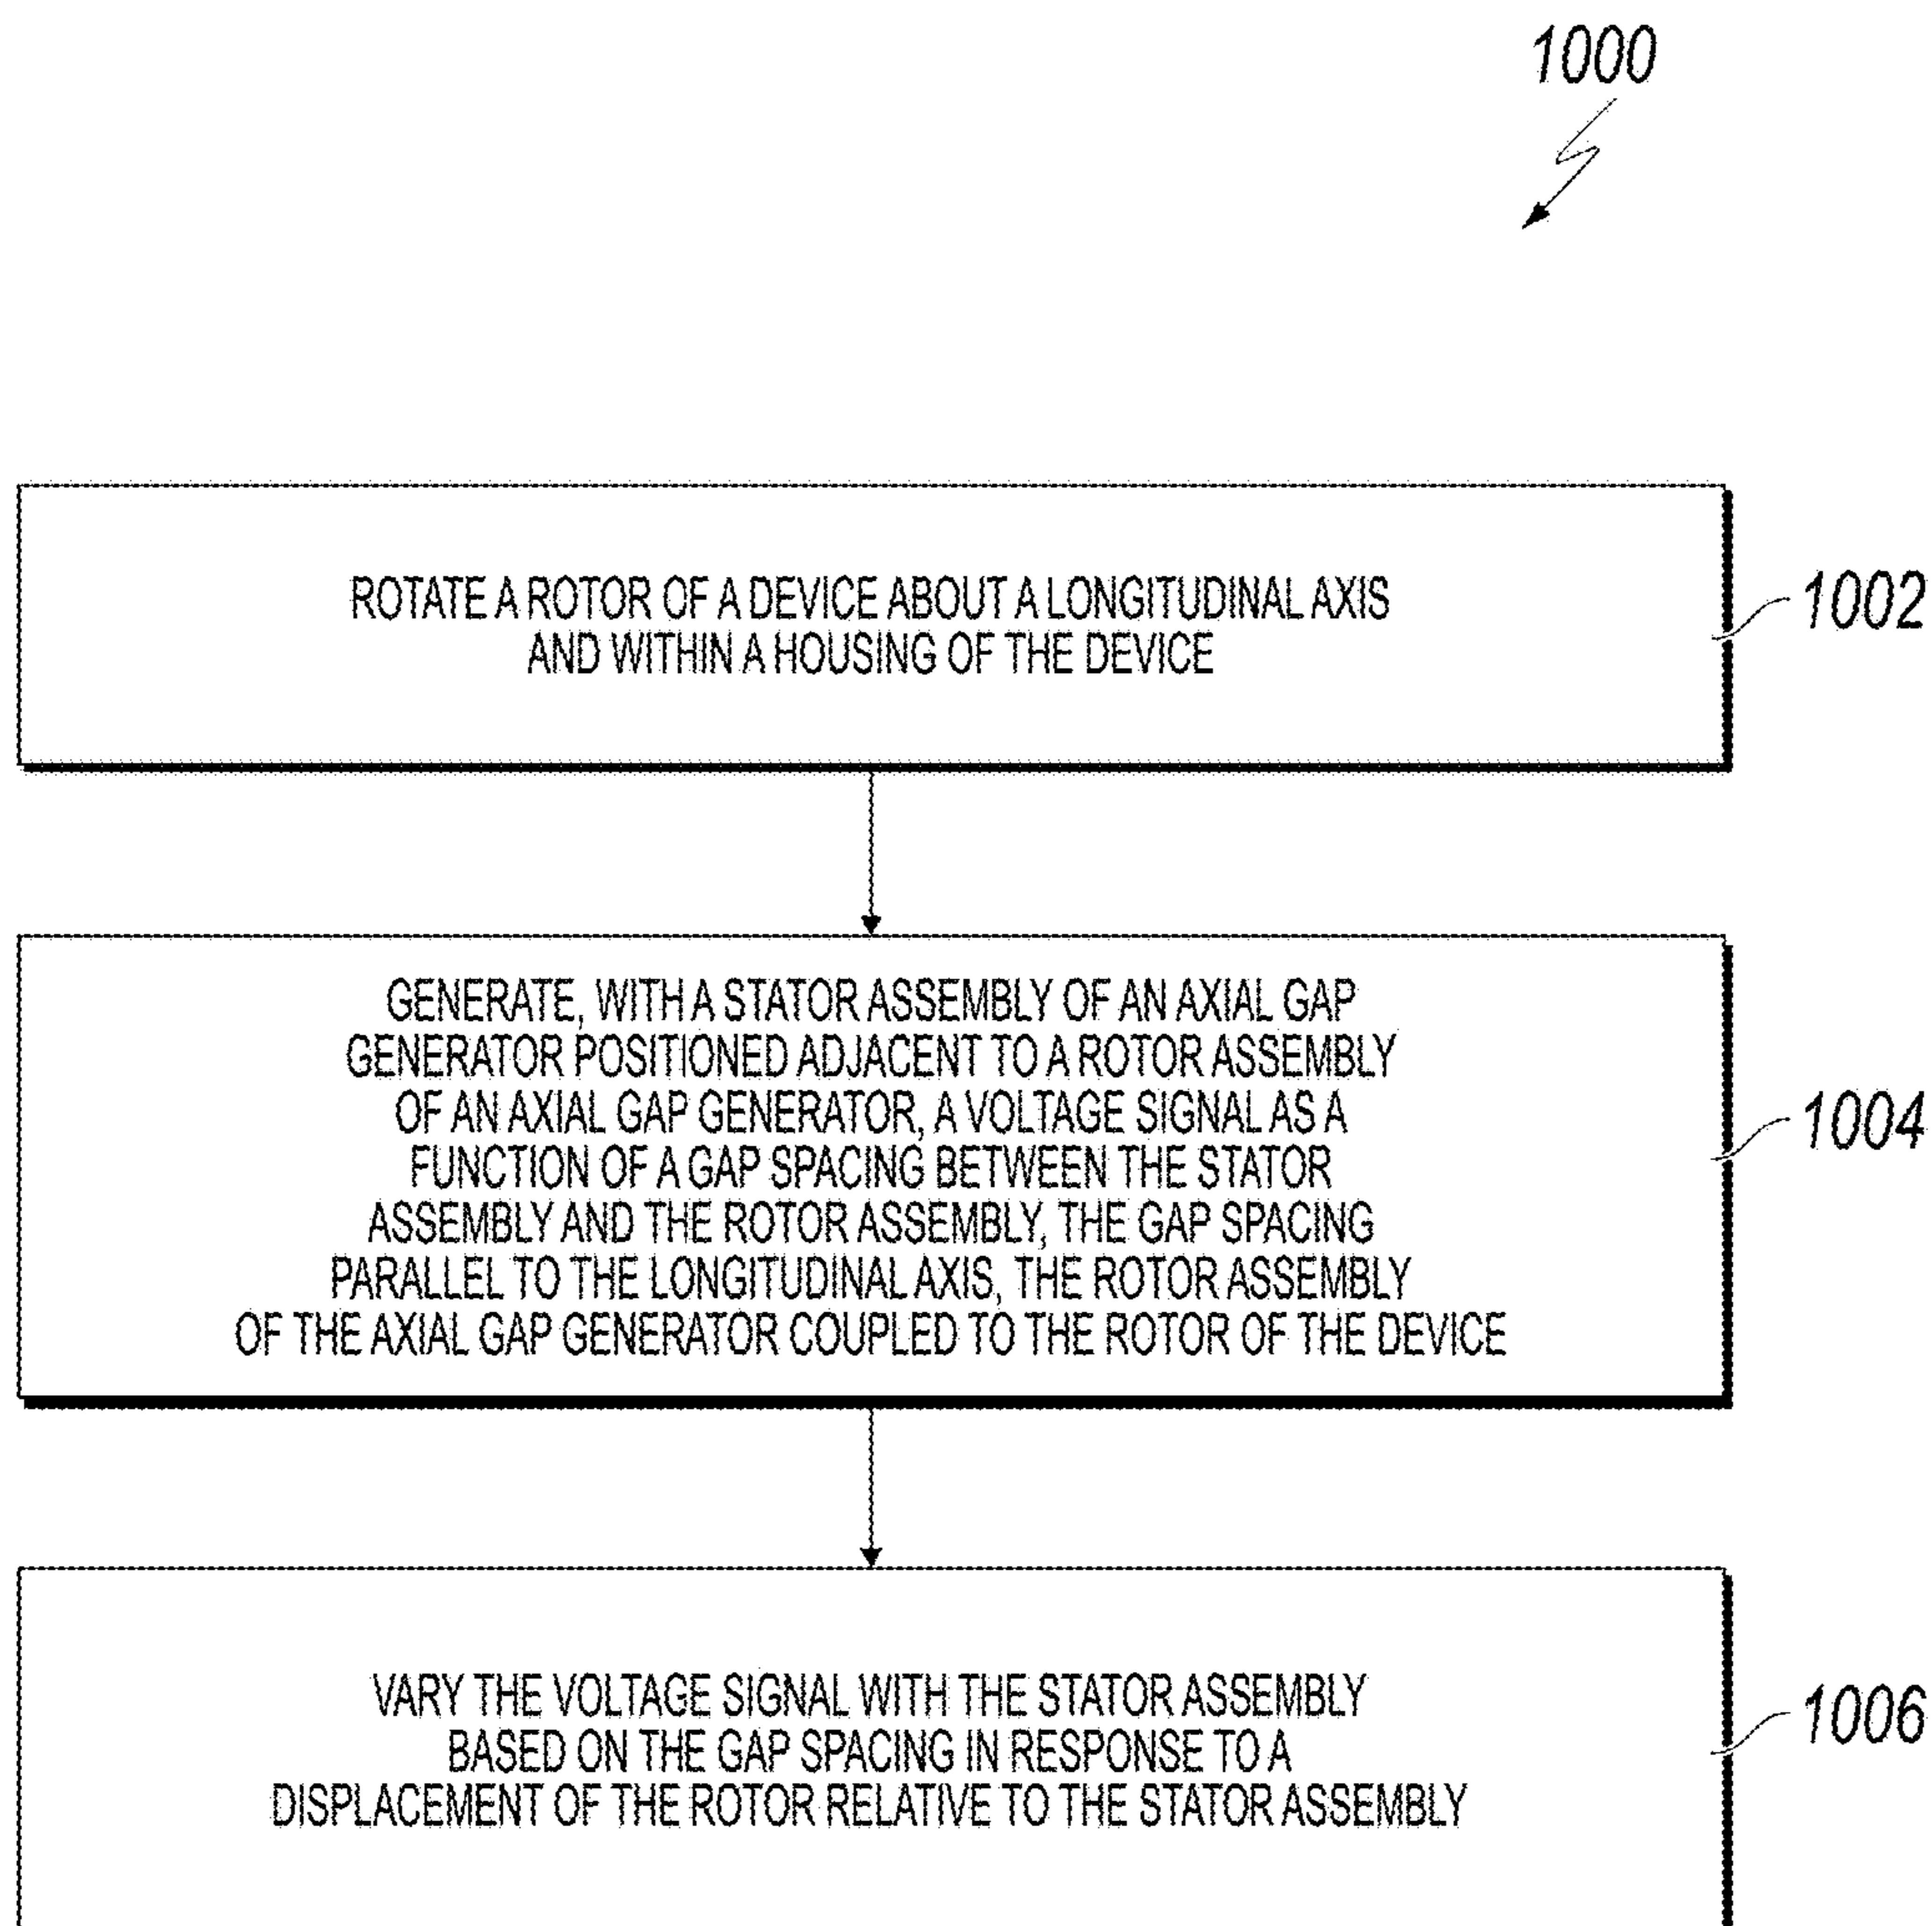 1000
ROTATE A ROTOR OF A DEVICE ABOUT A LONGITUDINAL AXIS
AND WITHIN A HOUSING OF THE DEVICE
1002
GENERATE, WITH A STATOR ASSEMBLY OF AN AXIAL GAP
GENERATOR POSITIONED ADJACENT TO A ROTOR ASSEMBLY
OF AN AXIAL GAP GENERATOR, A VOLTAGE SIGNAL AS A
FUNCTION OF A GAP SPACING BETWEEN THE STATOR
ASSEMBLY AND THE ROTOR ASSEMBLY, THE GAP SPACING
PARALLEL TO THE LONGITUDINAL AXIS, THE ROTOR ASSEMBLY
OF THE AXIAL GAP GENERATOR COUPLED TO THE ROTOR OF THE DEVICE
1004
VARY THE VOLTAGE SIGNAL WITH THE STATOR ASSEMBLY
BASED ON THE GAP SPACING IN RESPONSE TO A
DISPLACEMENT OF THE ROTOR RELATIVE TO THE STATOR ASSEMBLY
1006